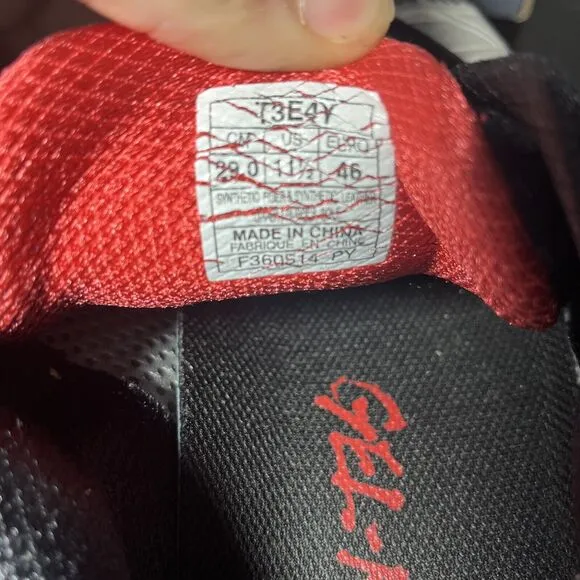 T3E4Y
CM US EURO
29.0 11½ 46
SYNTHETIC FIBER/SYNTHETIC LEATHER
MADE IN CHINA
FABRIQUE EN CHINE
F360514 PY